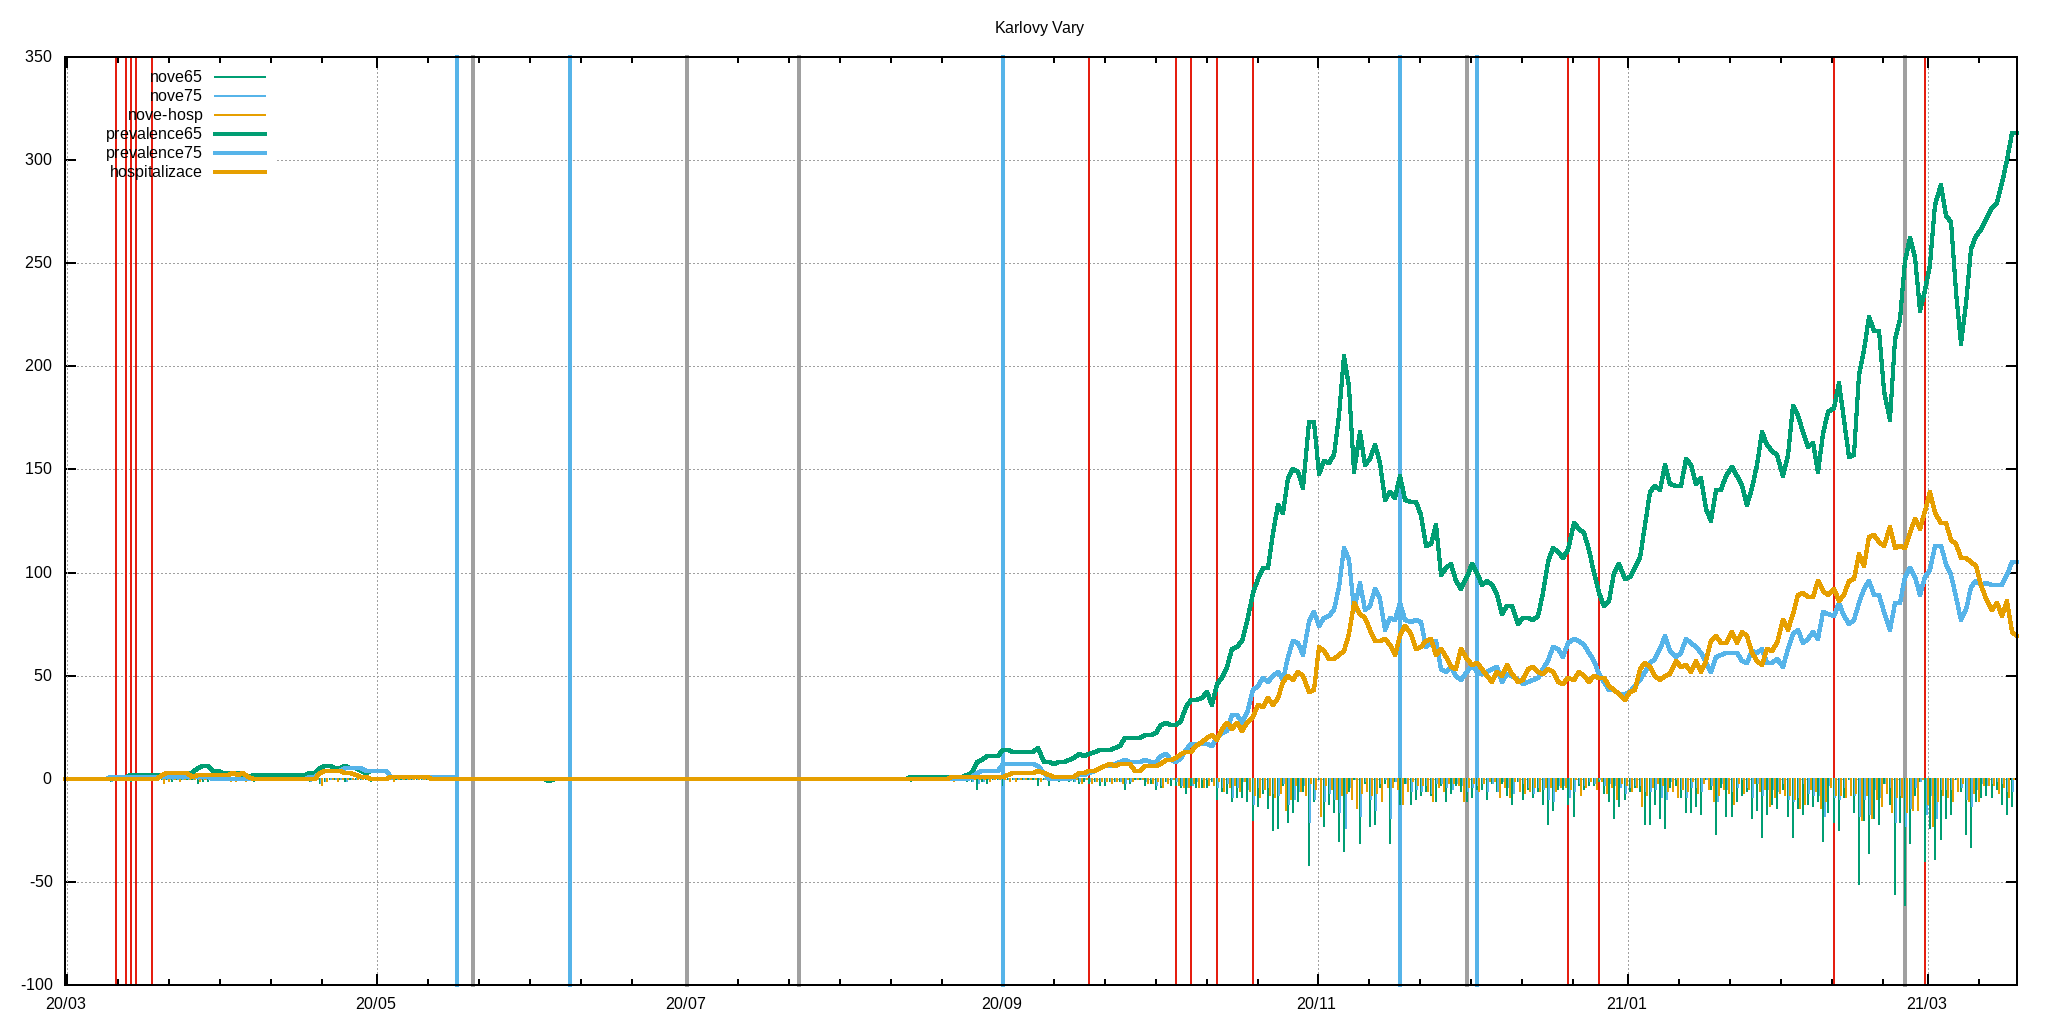 Karlovy Vary
350
300
250
200
150
100
50
0
-50
-100
nove65
nove75
nove-hosp
prevalence65
prevalence75
hospitalizace
20/03 20/05 20/07 20/09 20/11 21/01 21/03